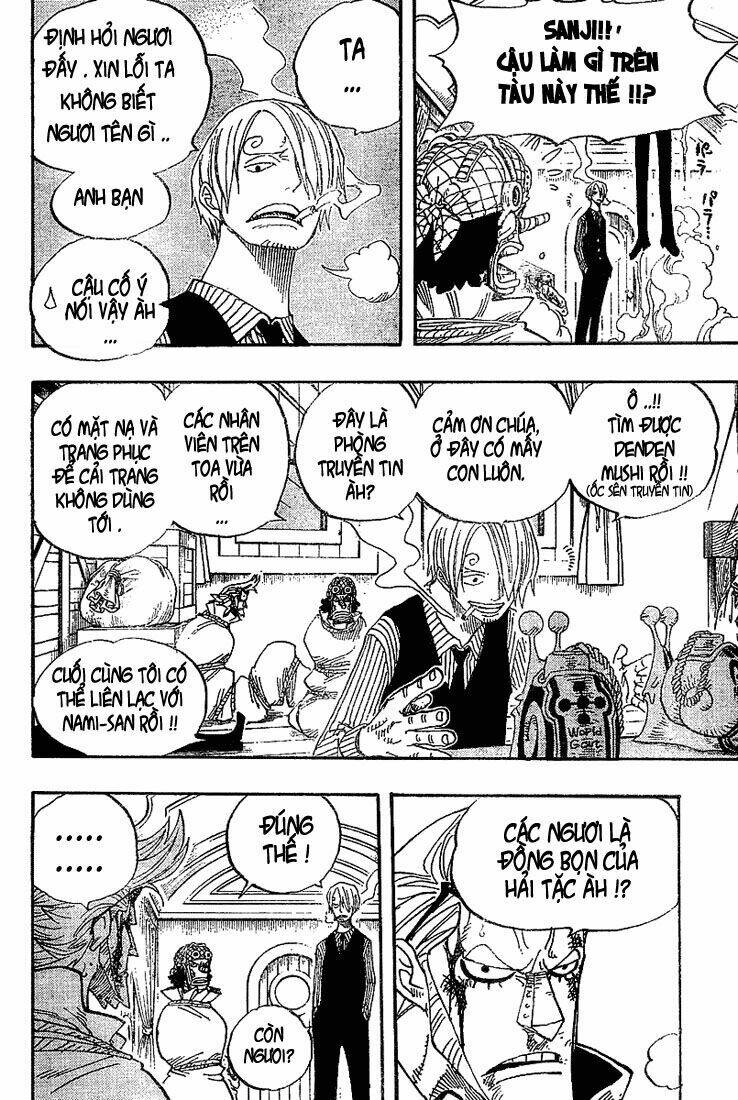 SANJI!!
CẬU LÀM GÌ TRÊN
TÀU NÀY THẾ !!?
TA
...
ĐỊNH HỎI NGƯƠI
ĐẤY . XIN LỖI TA
KHÔNG BIẾT
NGƯƠI TÊN GÌ ..
ANH BẠN
CẬU CỐ Ý
NÓI VẬY ÀH
...
Ô ..!!
TÌM ĐƯỢC
DENDEN
MUSHI RỒI !!
(ỐC SÊN TRUYỀN TIN)
CẢM ƠN CHÚA,
Ở ĐÂY CÓ MẤY
CON LUÔN.
ĐÂY LÀ
PHÒNG
TRUYỀN TIN
ÀH?
CÁC NHÂN
VIÊN TRÊN
TOA VỪA
RỒI
...
CÓ MẶT NẠ VÀ
TRANG PHỤC
ĐỂ CẢI TRANG
KHÔNG DÙNG
TỚI .
CUỐI CÙNG TÔI CÓ
THỂ LIÊN LẠC VỚI
NAMI-SAN RỒI !!
World
Govt
CÁC NGƯƠI LÀ
ĐỒNG BỌN CỦA
HẢI TẶC ÀH !?
ĐÚNG
THẾ !
CÒN
NGƯƠI?
.....
.....